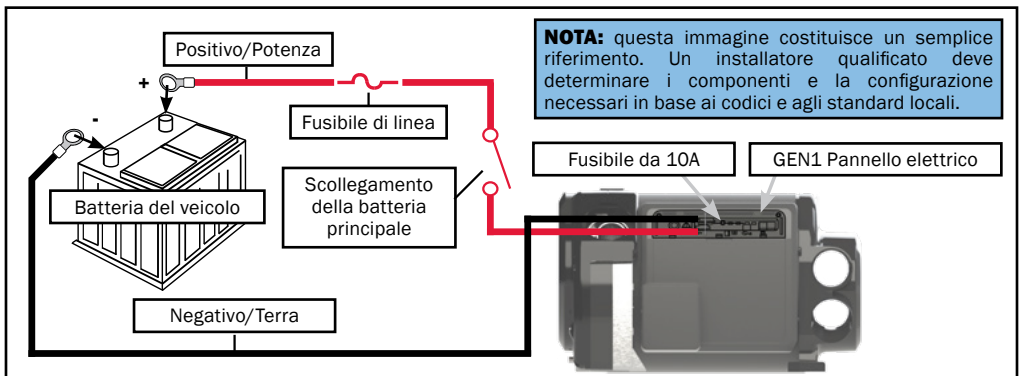 Positivo/Potenza
NOTA: questa immagine costituisce un semplice
riferimento. Un installatore qualificato deve
determinare i componenti e la configurazione
necessari in base ai codici e agli standard locali.
+
-
Fusibile di linea
Fusibile da 10A
GEN1 Pannello elettrico
Scollegamento
della batteria
principale
Batteria del veicolo
Negativo/Terra